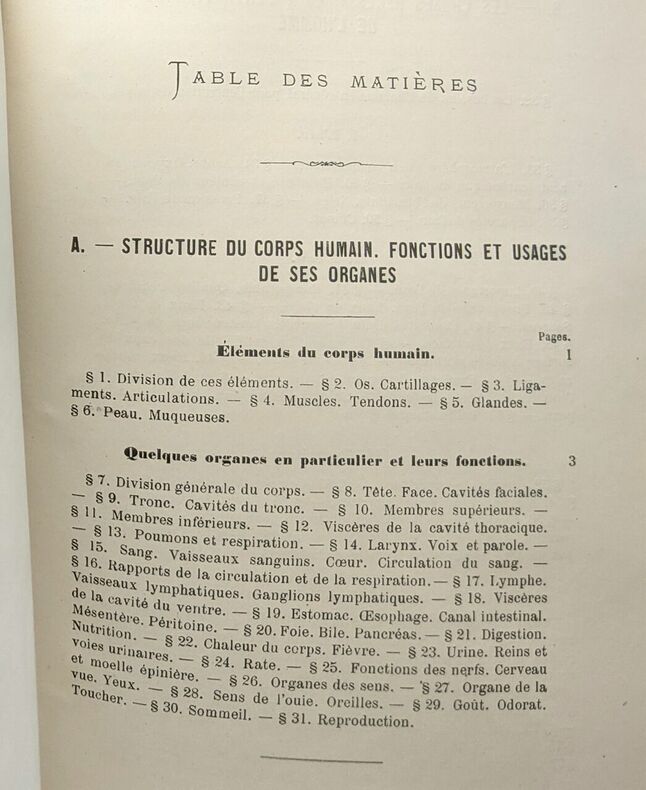 TABLE DES MATIÈRES
A. — STRUCTURE DU CORPS HUMAIN. FONCTIONS ET USAGES
DE SES ORGANES
Pages.
Éléments du corps humain. 1
§ 1. Division de ces éléments. — § 2. Os. Cartillages. — § 3. Liga-
ments. Articulations. — § 4. Muscles. Tendons. — § 5. Glandes. —
§ 6. Peau. Muqueuses.
Quelques organes en particulier et leurs fonctions. 3
§ 7. Division générale du corps. — § 8. Tête. Face. Cavités faciales.
— § 9. Tronc. Cavités du tronc. — § 10. Membres supérieurs. —
§ 11. Membres inférieurs. — § 12. Viscères de la cavité thoracique.
— § 13. Poumons et respiration. — § 14. Larynx. Voix et parole. —
§ 15. Sang. Vaisseaux sanguins. Cœur. Circulation du sang. —
§ 16. Rapports de la circulation et de la respiration. — § 17. Lymphe.
Vaisseaux lymphatiques. Ganglions lymphatiques. — § 18. Viscères
de la cavité du ventre. — § 19. Estomac. Œsophage. Canal intestinal.
Mésentère. Péritoine. — § 20. Foie. Bile. Pancréas. — § 21. Digestion.
Nutrition. — § 22. Chaleur du corps. Fièvre. — § 23. Urine. Reins et
voies urinaires. — § 24. Rate. — § 25. Fonctions des nerfs. Cerveau
et moelle épinière. — § 26. Organes des sens. — § 27. Organe de la
vue. Yeux. — § 28. Sens de l'ouie. Oreilles. — § 29. Goût. Odorat.
Toucher. — § 30. Sommeil. — § 31. Reproduction.